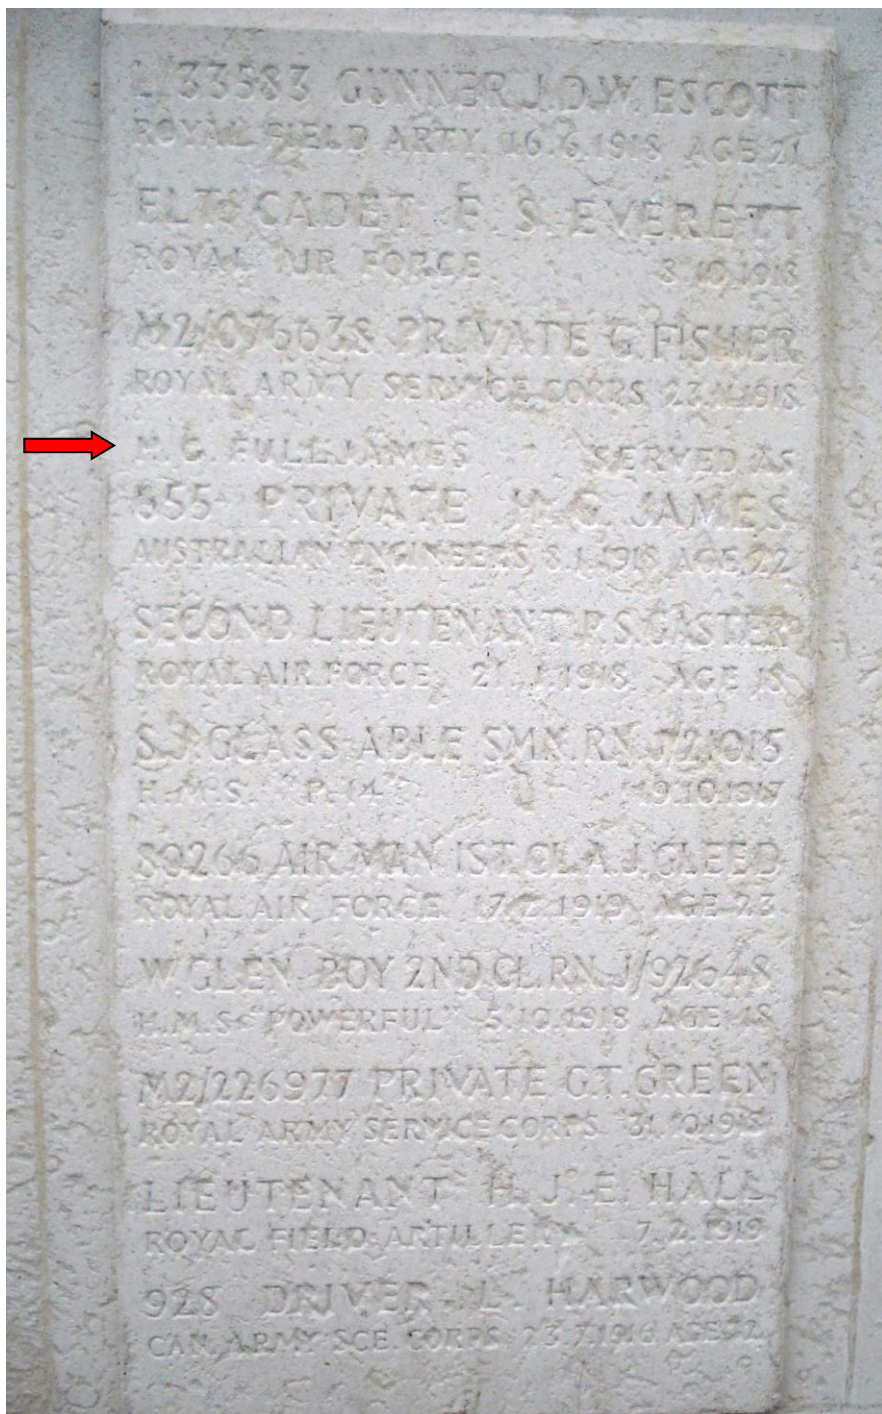 L/33583 GUNNER J.D.W. ESCOTT
ROYAL FIELD ARTY. 16.6.1918 AGE 21
FLT. CADET F. S. EVERETT
ROYAL AIR FORCE 8.10.1918
M2/076638 PRIVATE G. FISHER
ROYAL ARMY SERVICE CORPS 23.11.1918
H. G. FULLJAMES SERVED AS
355 PRIVATE H. G. JAMES
AUSTRALIAN ENGINEERS 8.1.1918 AGE 22
SECOND LIEUTENANT P.S. GASTER
ROYAL AIR FORCE 21.1.1918 AGE 18
S.J. GLASS ABLE SMN. RN. J/21015
H.M.S. "P.14" 19.10.1917
80266 AIR MAN 1ST. CL. A.J. GLEED
ROYAL AIR FORCE 17.2.1919 AGE 23
W. GLEN BOY 2ND CL. RN. J/92648
H.M.S. "POWERFUL" 5.10.1918 AGE 18
M2/226977 PRIVATE G.T. GREEN
ROYAL ARMY SERVICE CORPS 31.10.1918
LIEUTENANT H. J. E. HALL
ROYAL FIELD ARTILLERY 7.2.1919
928 DRIVER L. HARWOOD
CAN. ARMY SCE. CORPS 23.7.1916 AGE